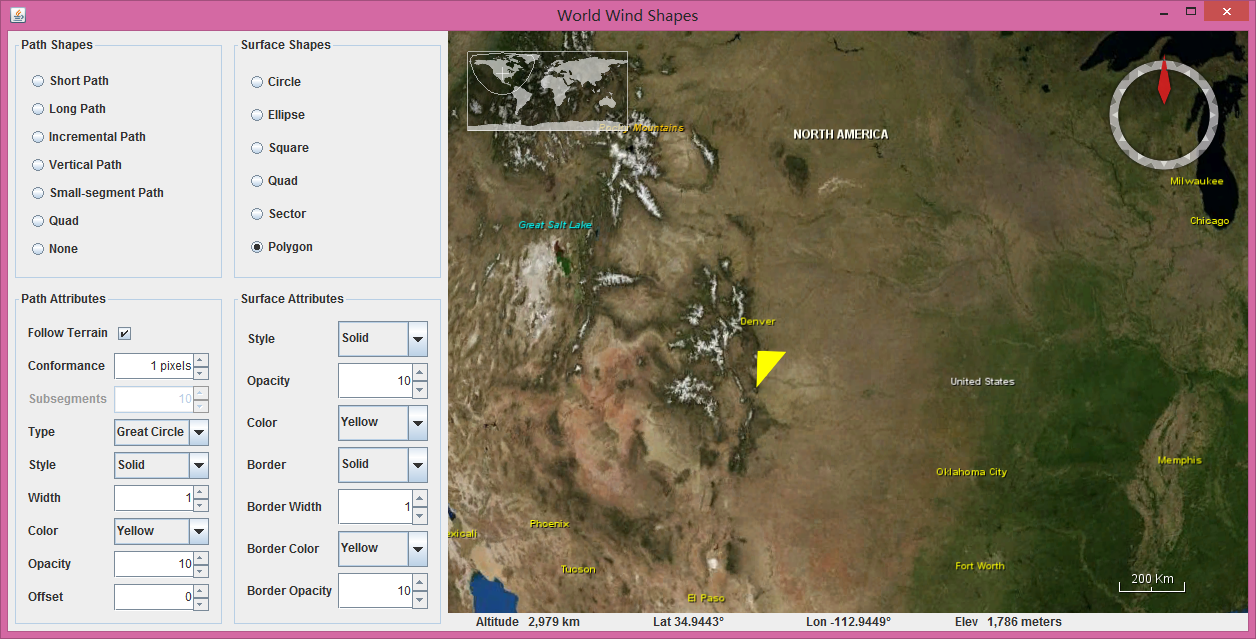 World Wind Shapes
Path Shapes
Short Path
Long Path
Incremental Path
Vertical Path
Small-segment Path
Quad
None
Surface Shapes
Circle
Ellipse
Square
Quad
Sector
Polygon
Path Attributes
Follow Terrain
Conformance 1 pixels
Subsegments 10
Type Great Circle
Style Solid
Width 1
Color Yellow
Opacity 10
Offset 0
Surface Attributes
Style Solid
Opacity 10
Color Yellow
Border Solid
Border Width 1
Border Color Yellow
Border Opacity 10
Mountains
NORTH AMERICA
Milwaukee
Chicago
Great Salt Lake
Denver
United States
Memphis
Oklahoma City
Phoenix
exicali
Fort Worth
Tucson
200 Km
El Paso
Altitude 2,979 km Lat 34.9443° Lon -112.9449° Elev 1,786 meters